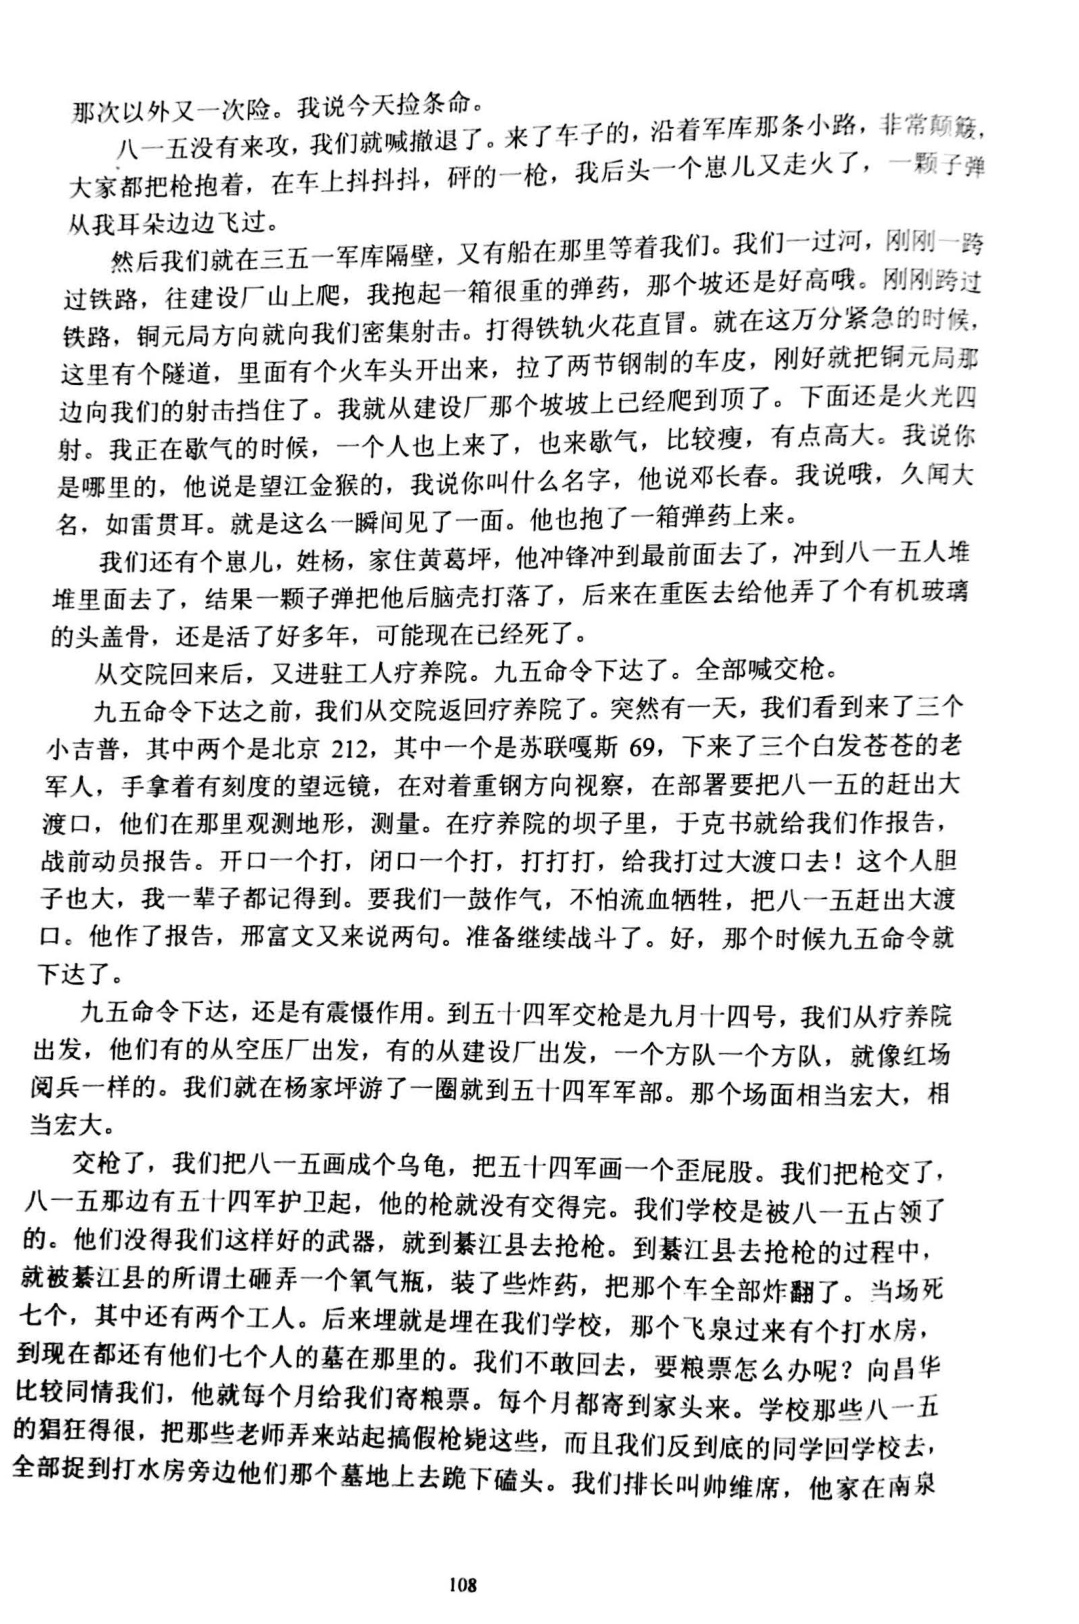 那次以外又一次险。我说今天捡条命。
八一五没有来攻，我们就喊撤退了。来了车子的，沿着军库那条小路，非常颠簸，
大家都把枪抱着，在车上抖抖抖，砰的一枪，我后头一个崽儿又走火了，一颗子弹
从我耳朵边边飞过。
然后我们就在三五一军库隔壁，又有船在那里等着我们。我们一过河，刚刚一跨
过铁路，往建设厂山上爬，我抱起一箱很重的弹药，那个坡还是好高哦。刚刚跨过
铁路，铜元局方向就向我们密集射击。打得铁轨火花直冒。就在这万分紧急的时候，
这里有个隧道，里面有个火车头开出来，拉了两节钢制的车皮，刚好就把铜元局那
边向我们的射击挡住了。我就从建设厂那个坡坡上已经爬到顶了。下面还是火光四
射。我正在歇气的时候，一个人也上来了，也来歇气，比较瘦，有点高大。我说你
是哪里的，他说是望江金猴的，我说你叫什么名字，他说邓长春。我说哦，久闻大
名，如雷贯耳。就是这么一瞬间见了一面。他也抱了一箱弹药上来。
我们还有个崽儿，姓杨，家住黄葛坪，他冲锋冲到最前面去了，冲到八一五人堆
堆里面去了，结果一颗子弹把他后脑壳打落了，后来在重医去给他弄了个有机玻璃
的头盖骨，还是活了好多年，可能现在已经死了。
从交院回来后，又进驻工人疗养院。九五命令下达了。全部喊交枪。
九五命令下达之前，我们从交院返回疗养院了。突然有一天，我们看到来了三个
小吉普，其中两个是北京 212，其中一个是苏联嘎斯 69，下来了三个白发苍苍的老
军人，手拿着有刻度的望远镜，在对着重钢方向视察，在部署要把八一五的赶出大
渡口，他们在那里观测地形，测量。在疗养院的坝子里，于克书就给我们作报告，
战前动员报告。开口一个打，闭口一个打，打打打，给我打过大渡口去！这个人胆
子也大，我一辈子都记得到。要我们一鼓作气，不怕流血牺牲，把八一五赶出大渡
口。他作了报告，邢富文又来说两句。准备继续战斗了。好，那个时候九五命令就
下达了。
九五命令下达，还是有震慑作用。到五十四军交枪是九月十四号，我们从疗养院
出发，他们有的从空压厂出发，有的从建设厂出发，一个方队一个方队，就像红场
阅兵一样的。我们就在杨家坪游了一圈就到五十四军军部。那个场面相当宏大，相
当宏大。
交枪了，我们把八一五画成个乌龟，把五十四军画一个歪屁股。我们把枪交了，
八一五那边有五十四军护卫起，他的枪就没有交得完。我们学校是被八一五占领了
的。他们没得我们这样好的武器，就到綦江县去抢枪。到綦江县去抢枪的过程中，
就被綦江县的所谓土砸弄一个氧气瓶，装了些炸药，把那个车全部炸翻了。当场死
七个，其中还有两个工人。后来埋就是埋在我们学校，那个飞泉过来有个打水房，
到现在都还有他们七个人的墓在那里的。我们不敢回去，要粮票怎么办呢？向昌华
比较同情我们，他就每个月给我们寄粮票。每个月都寄到家头来。学校那些八一五
的猖狂得很，把那些老师弄来站起搞假枪毙这些，而且我们反到底的同学回学校去，
全部捉到打水房旁边他们那个墓地上去跪下磕头。我们排长叫帅维席，他家在南泉
108